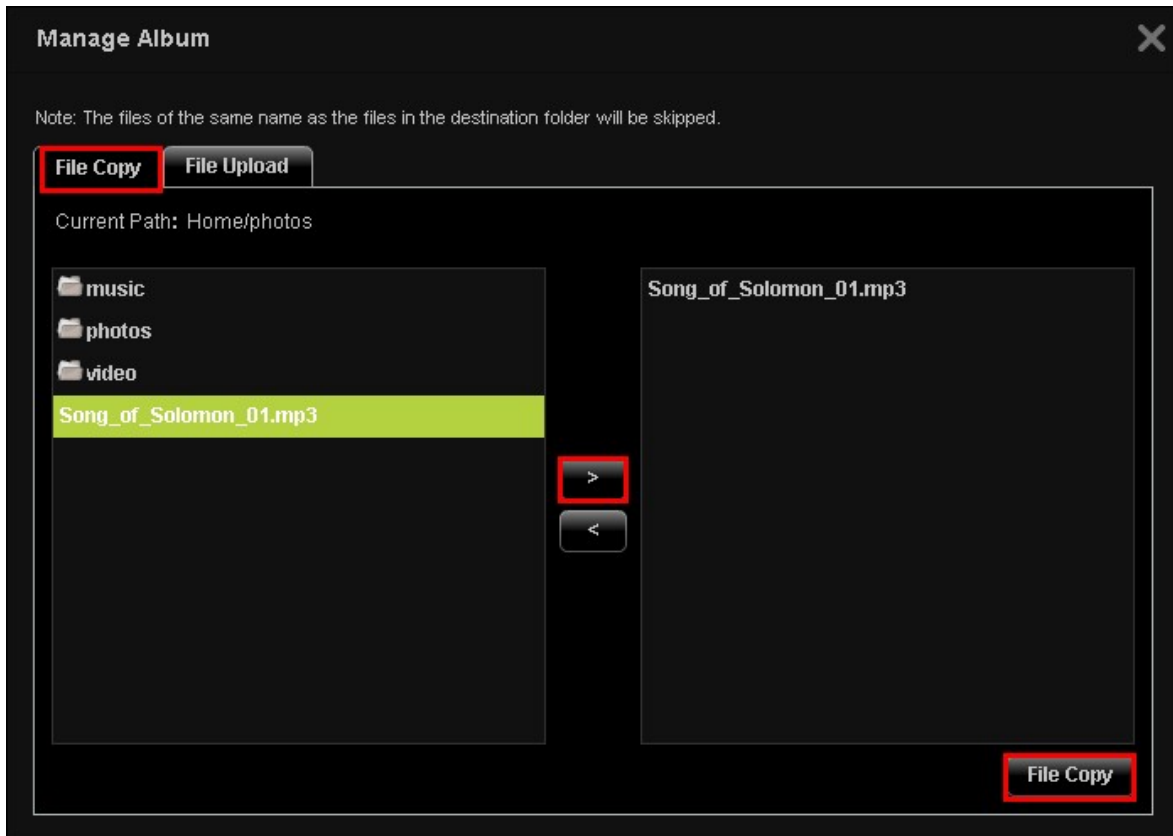 Manage Album
Note: The files of the same name as the files in the destination folder will be skipped.
File Copy
File Upload
Current Path: Home/photos
music
photos
video
Song_of_Solomon_01.mp3
Song_of_Solomon_01.mp3
>
<
File Copy